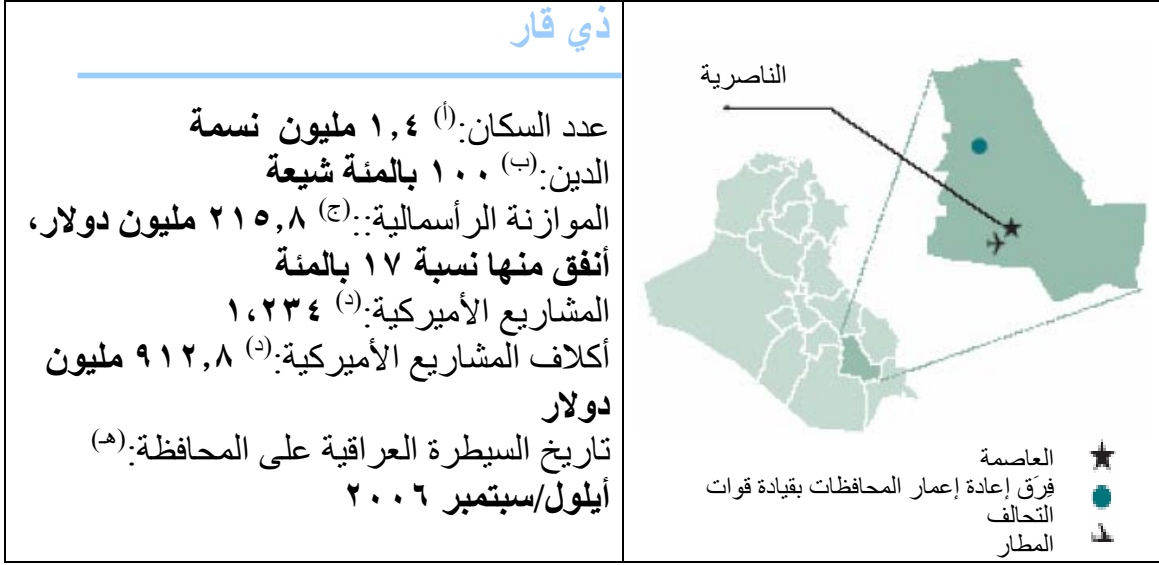 ذي قار
عدد السكان:(أ) ١,٤ مليون نسمة
الدين:(ب) ١٠٠ بالمئة شيعة
الموازنة الرأسمالية::(ج) ٢١٥,٨ مليون دولار،
أنفق منها نسبة ١٧ بالمئة
المشاريع الأميركية:(د) ١،٢٣٤
أكلاف المشاريع الأميركية:(د) ٩١٢,٨ مليون
دولار
تاريخ السيطرة العراقية على المحافظة:(هـ)
أيلول/سبتمبر ٢٠٠٦
الناصرية
العاصمة
فِرَق إعادة إعمار المحافظات بقيادة قوات
التحالف
المطار